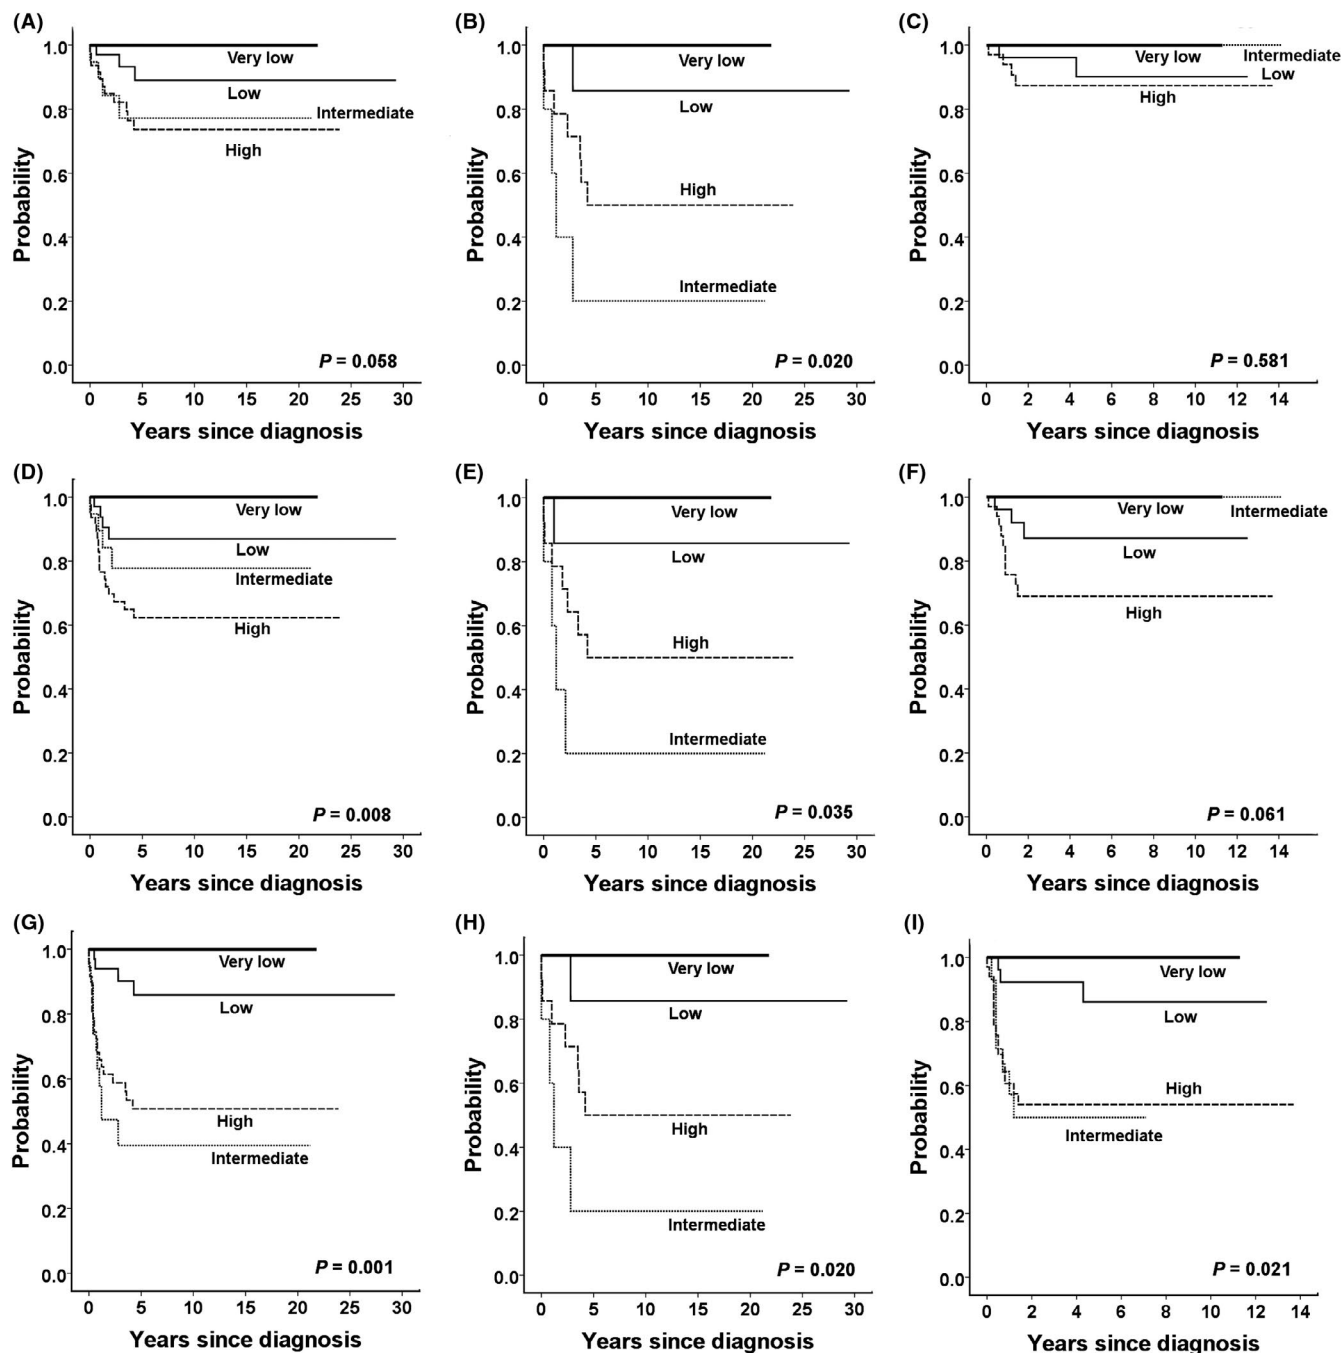 (A)
1.0
0.8
0.6
0.4
0.2
0.0
Probability
Very low
Low
Intermediate
High
P = 0.058
0 5 10 15 20 25 30
Years since diagnosis
(B)
1.0
0.8
0.6
0.4
0.2
0.0
Probability
Very low
Low
High
Intermediate
P = 0.020
0 5 10 15 20 25 30
Years since diagnosis
(C)
1.0
0.8
0.6
0.4
0.2
0.0
Probability
Very low
Intermediate
Low
High
P = 0.581
0 2 4 6 8 10 12 14
Years since diagnosis
(D)
1.0
0.8
0.6
0.4
0.2
0.0
Probability
Very low
Low
Intermediate
High
P = 0.008
0 5 10 15 20 25 30
Years since diagnosis
(E)
1.0
0.8
0.6
0.4
0.2
0.0
Probability
Very low
Low
High
Intermediate
P = 0.035
0 5 10 15 20 25 30
Years since diagnosis
(F)
1.0
0.8
0.6
0.4
0.2
0.0
Probability
Very low
Intermediate
Low
High
P = 0.061
0 2 4 6 8 10 12 14
Years since diagnosis
(G)
1.0
0.8
0.6
0.4
0.2
0.0
Probability
Very low
Low
High
Intermediate
P = 0.001
0 5 10 15 20 25 30
Years since diagnosis
(H)
1.0
0.8
0.6
0.4
0.2
0.0
Probability
Very low
Low
High
Intermediate
P = 0.020
0 5 10 15 20 25 30
Years since diagnosis
(I)
1.0
0.8
0.6
0.4
0.2
0.0
Probability
Very low
Low
High
Intermediate
P = 0.021
0 2 4 6 8 10 12 14
Years since diagnosis